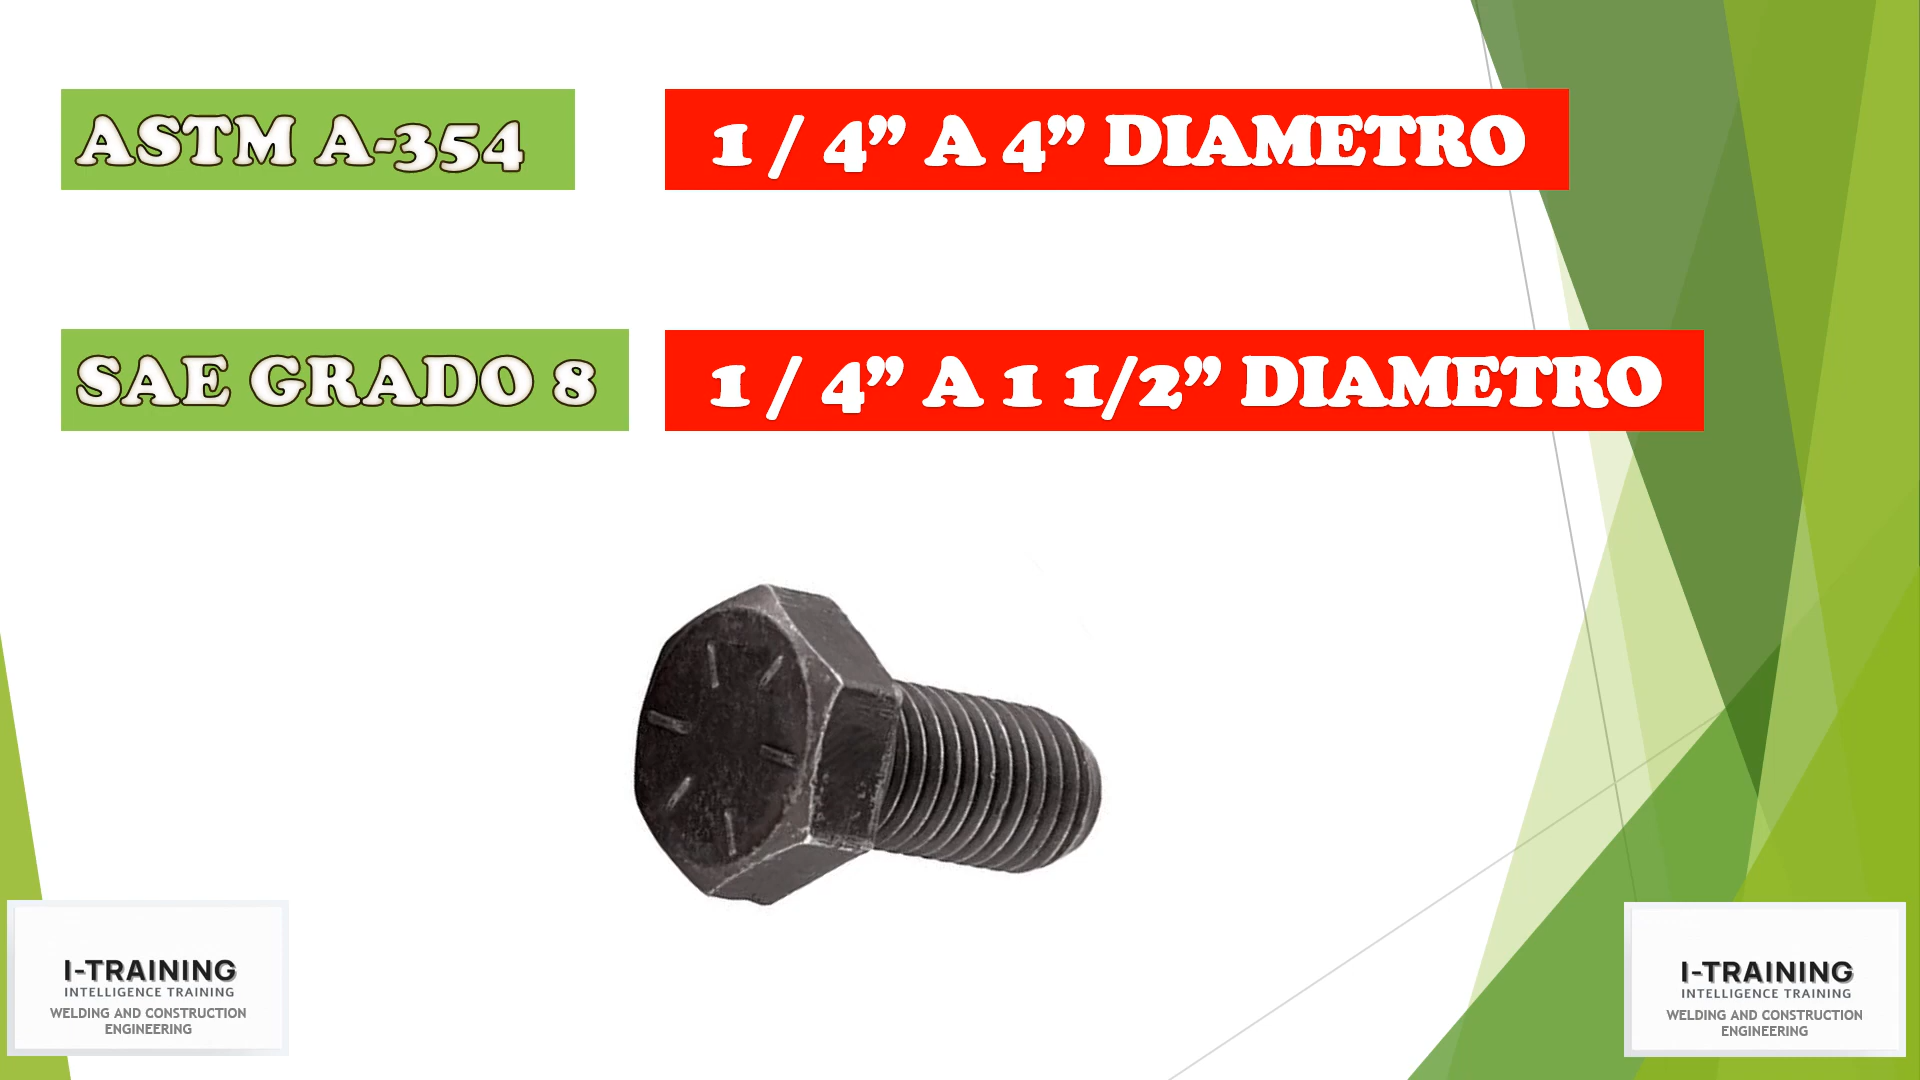 ASTM A-354
1 / 4” A 4” DIAMETRO
SAE GRADO 8
1 / 4” A 1 1/2” DIAMETRO
I-TRAINING
INTELLIGENCE TRAINING
WELDING AND CONSTRUCTION
ENGINEERING
I-TRAINING
INTELLIGENCE TRAINING
WELDING AND CONSTRUCTION
ENGINEERING